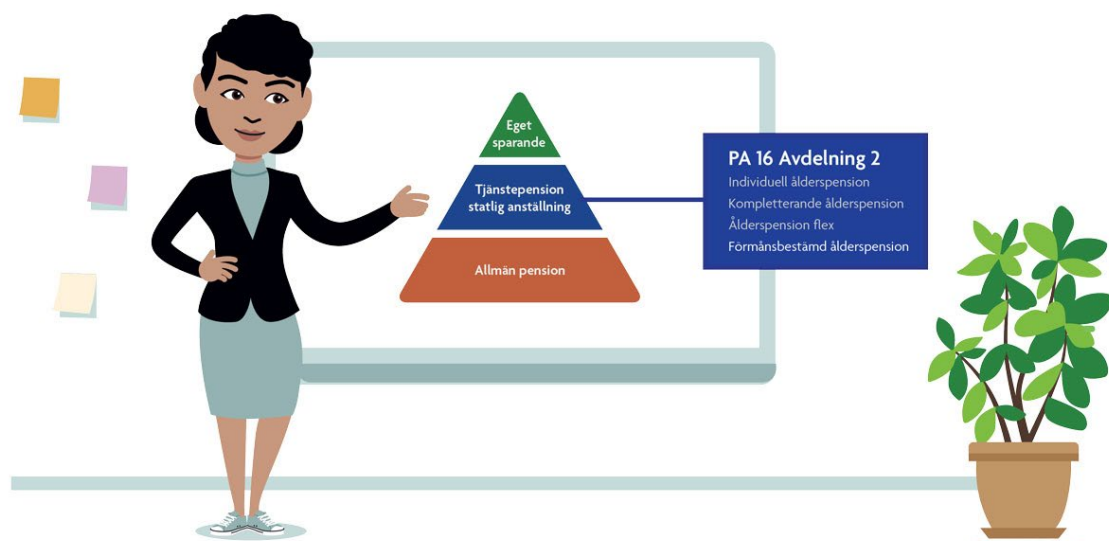 Eget
sparande
Tjänstepension
statlig anställning
Allmän pension
PA 16 Avdelning 2
Individuell ålderspension
Kompletterande ålderspension
Ålderspension flex
Förmånsbestämd ålderspension